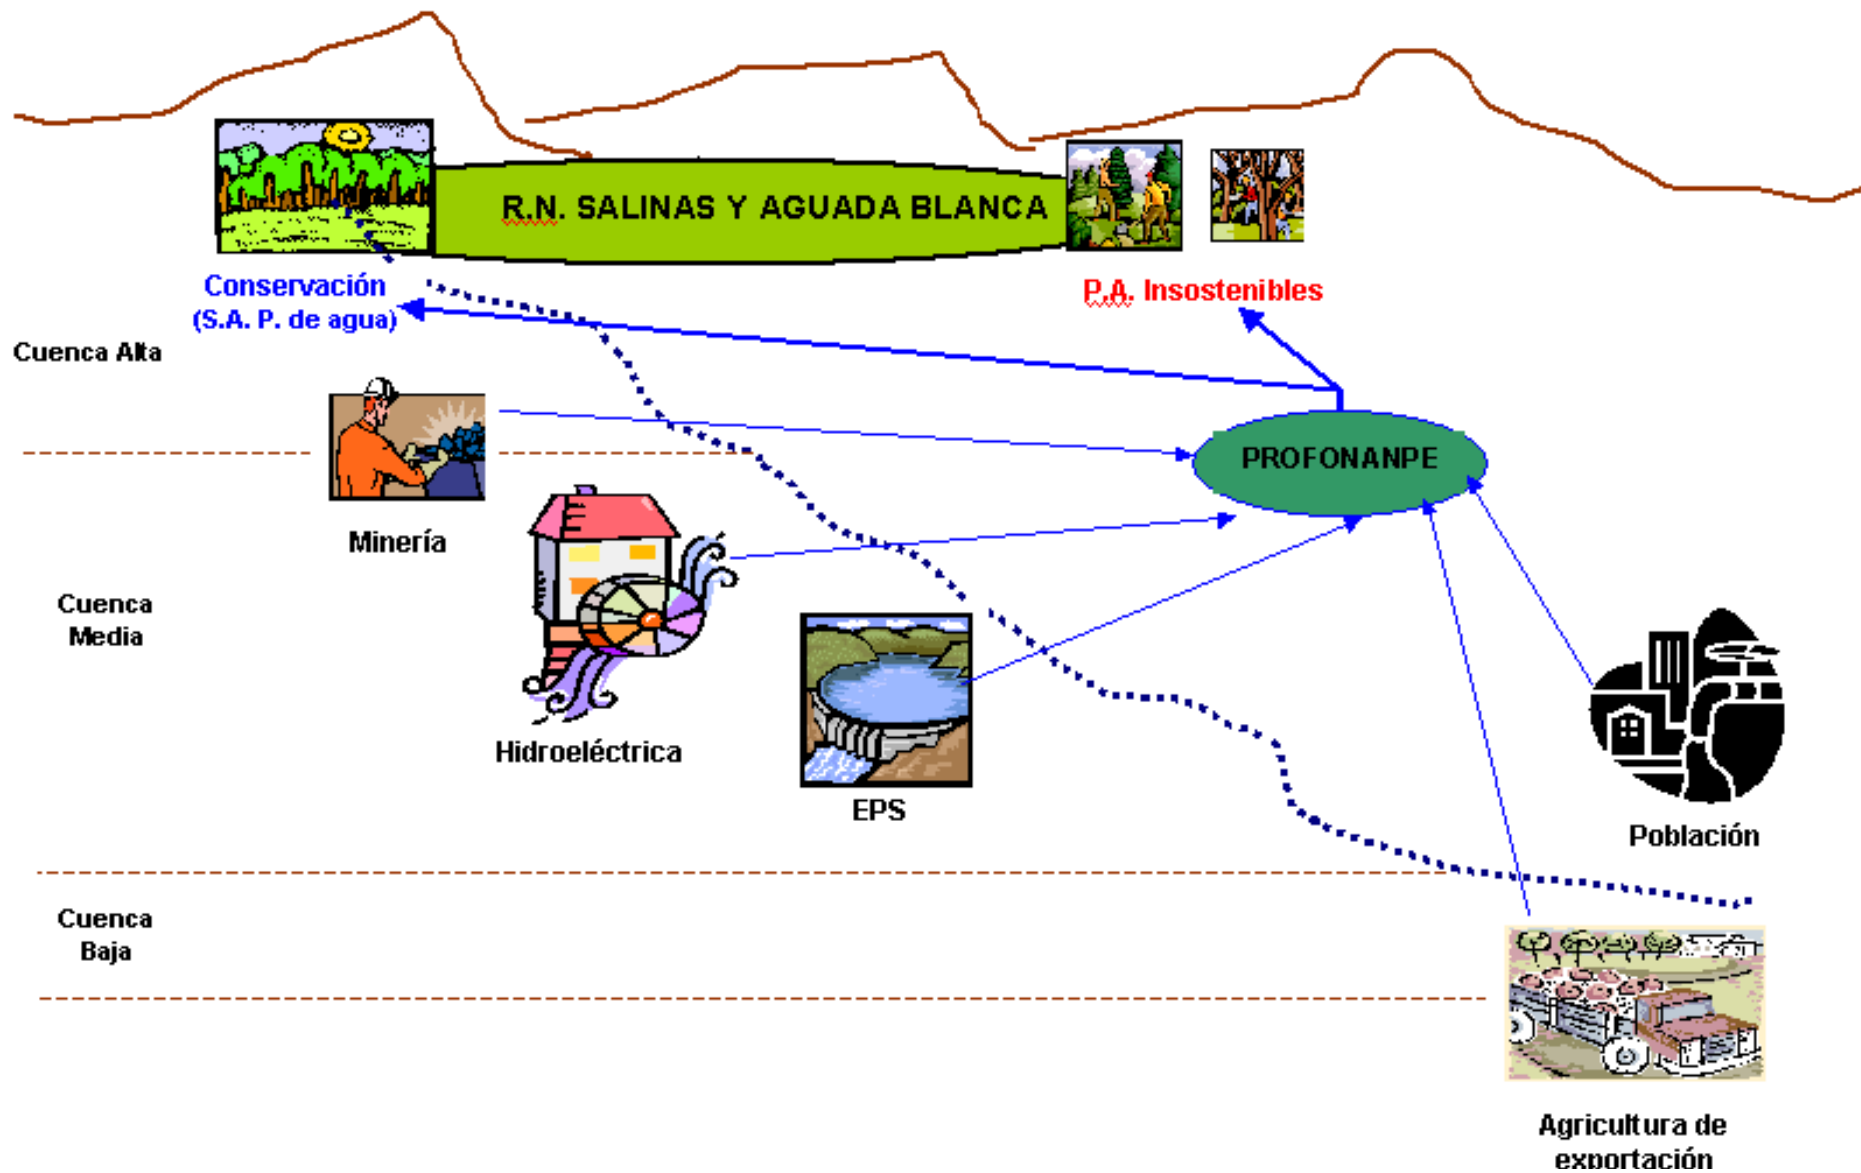 R.N. SALINAS Y AGUADA BLANCA
Conservación
(S.A. P. de agua)
P.A. Insostenibles
Cuenca Alta
PROFONANPE
Minería
Cuenca
Media
Hidroeléctrica
EPS
Población
Cuenca
Baja
Agricultura de
exportación